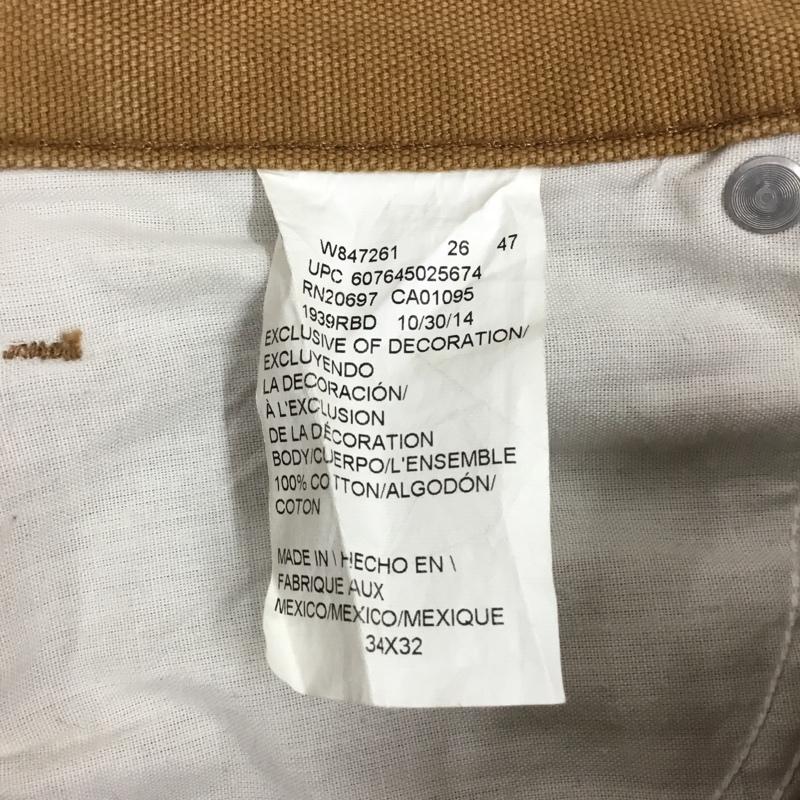 W847261 26 47
UPC 607645025674
RN20697 CA01095
1939RBD 10/30/14
EXCLUSIVE OF DECORATION/
EXCLUYENDO
LA DECORACIÓN/
À L'EXCLUSION
DE LA DÉCORATION
BODY/CUERPO/L'ENSEMBLE
100% COTTON/ALGODÓN/
COTON
MADE IN \ HECHO EN \
FABRIQUE AUX
MEXICO/MEXICO/MEXIQUE
34X32